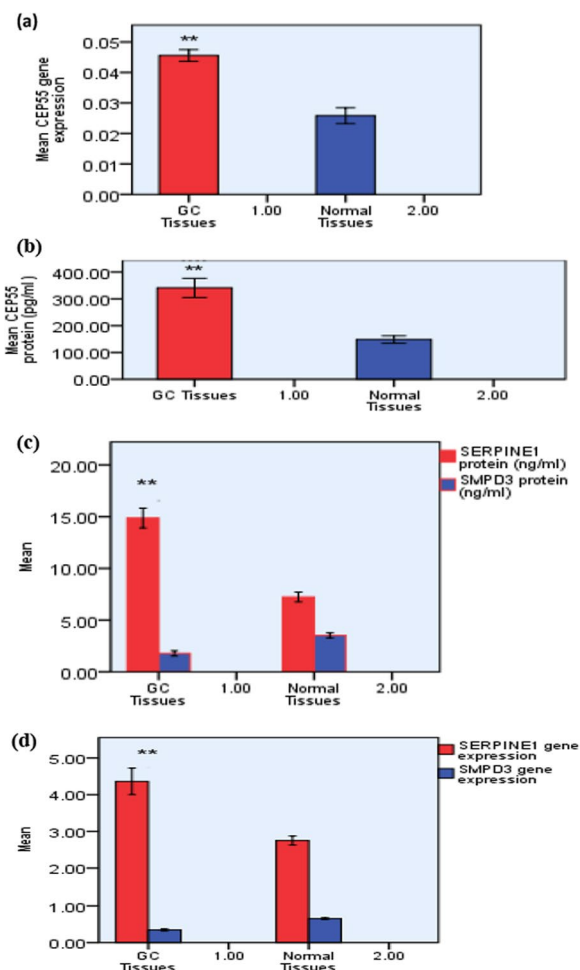 (a)
Mean CEP55 gene
expression
0.05
0.04
0.03
0.02
0.01
0.00
**
GC
Tissues
1.00
Normal
Tissues
2.00
(b)
Mean CEP55
protein (pg/ml)
400.00
300.00
200.00
100.00
0.00
**
GC Tissues
1.00
Normal
Tissues
2.00
(c)
Mean
20.00
15.00
10.00
5.00
0.00
**
GC
Tissues
1.00
Normal
Tissues
2.00
SERPINE1
protein (ng/ml)
SMPD3 protein
(ng/ml)
(d)
Mean
5.00
4.00
3.00
2.00
1.00
0.00
**
GC
Tissues
1.00
Normal
Tissues
2.00
SERPINE1 gene
expression
SMPD3 gene
expression